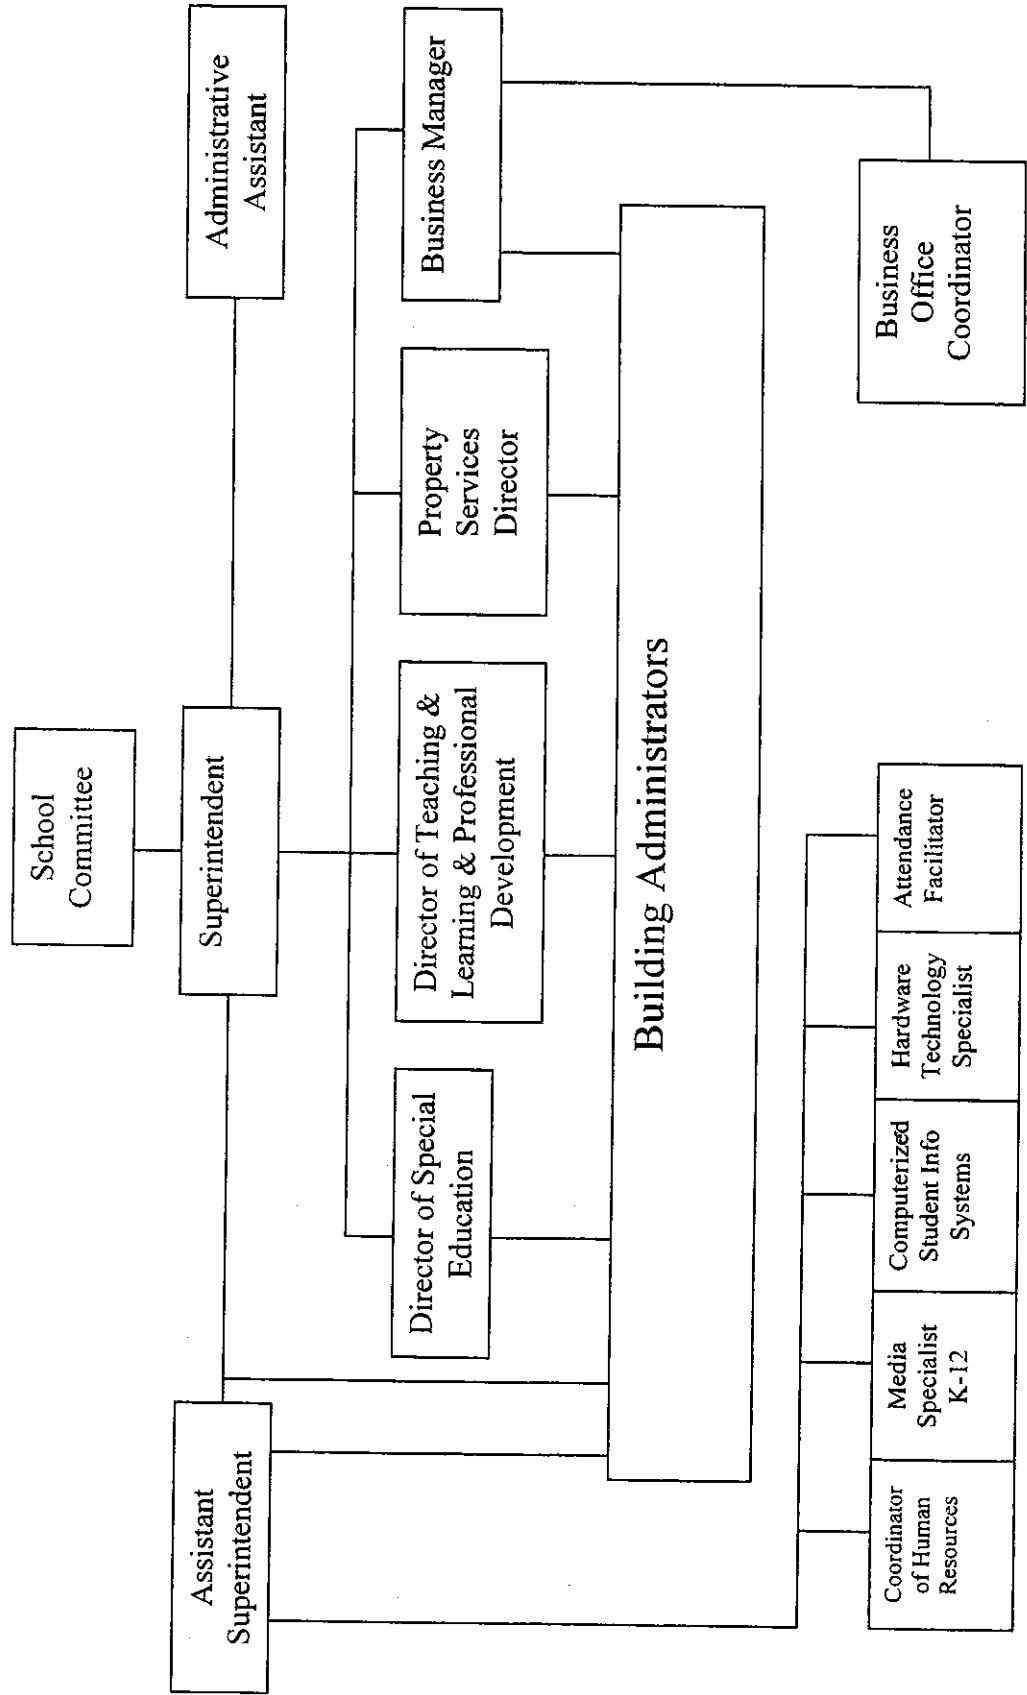 School
Committee
Assistant
Superintendent
Superintendent
Administrative
Assistant
Director of Special
Education
Director of Teaching &
Learning & Professional
Development
Property
Services
Director
Business Manager
Building Administrators
Coordinator
of Human
Resources
Media
Specialist
K-12
Computerized
Student Info
Systems
Hardware
Technology
Specialist
Attendance
Facilitator
Business
Office
Coordinator